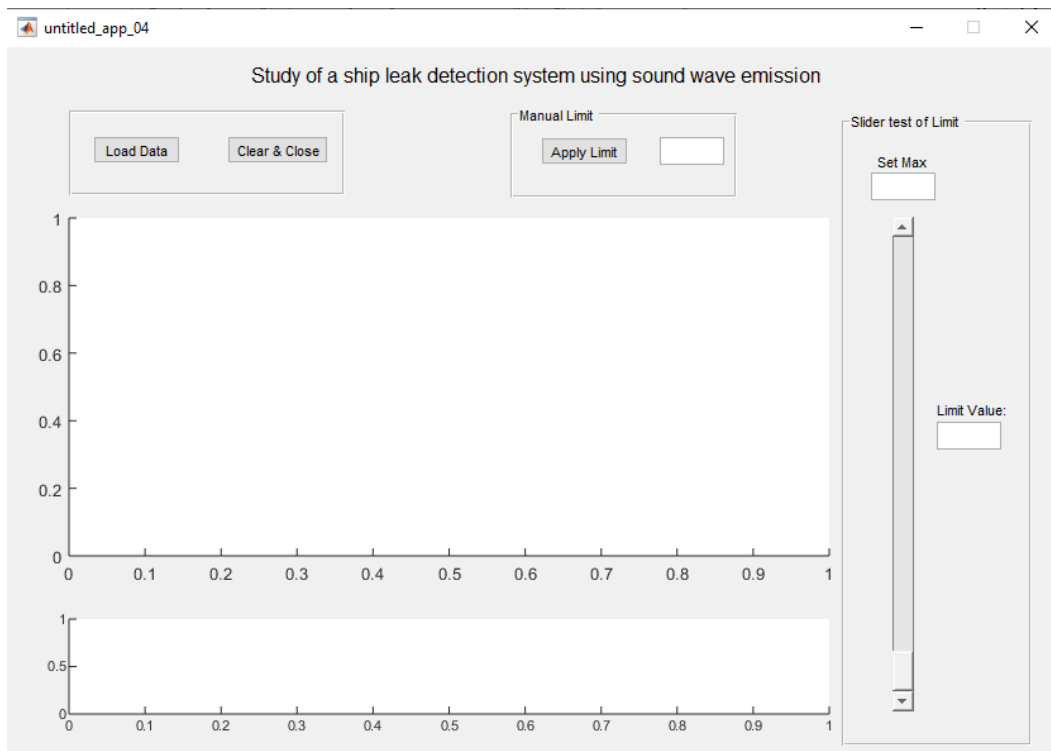 untitled_app_04
Study of a ship leak detection system using sound wave emission
Load Data
Clear & Close
Manual Limit
Apply Limit
Slider test of Limit
Set Max
Limit Value:
1
0.8
0.6
0.4
0.2
0
0 0.1 0.2 0.3 0.4 0.5 0.6 0.7 0.8 0.9 1
1
0.5
0
0 0.1 0.2 0.3 0.4 0.5 0.6 0.7 0.8 0.9 1